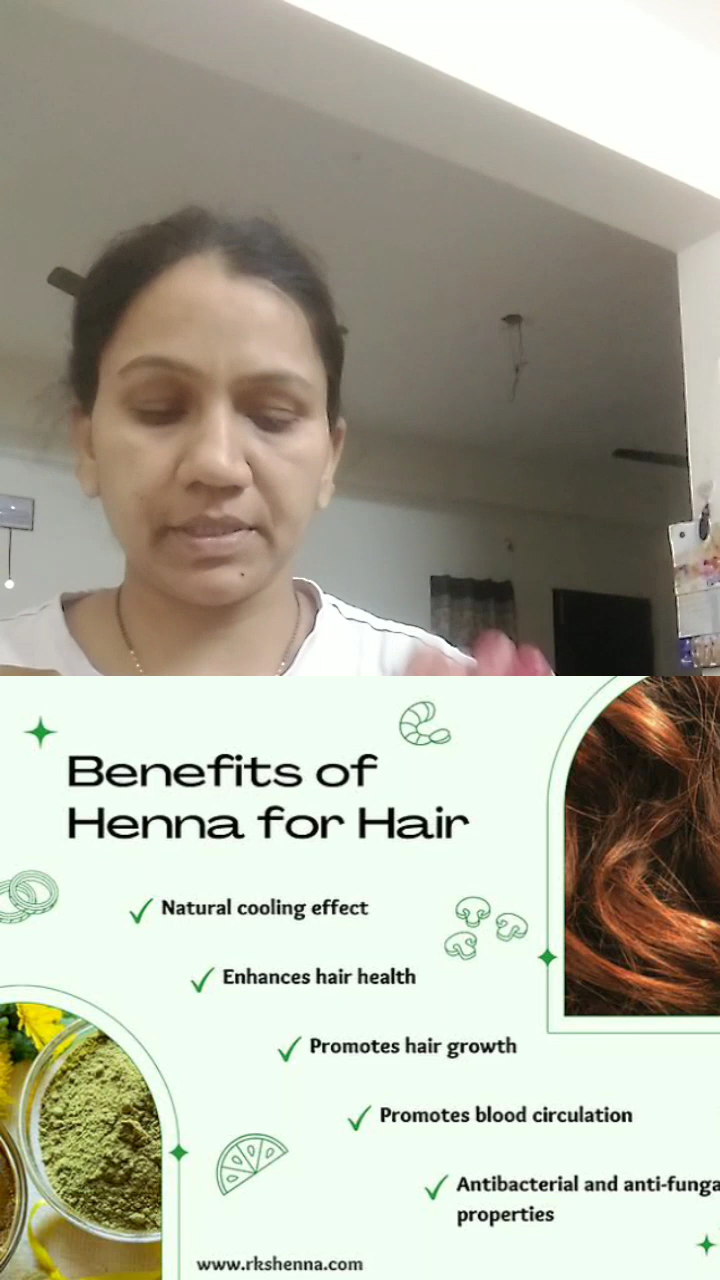 Benefits of
Henna for Hair
Natural cooling effect
Enhances hair health
Promotes hair growth
Promotes blood circulation
Antibacterial and anti-funga
properties
www.rkshenna.com